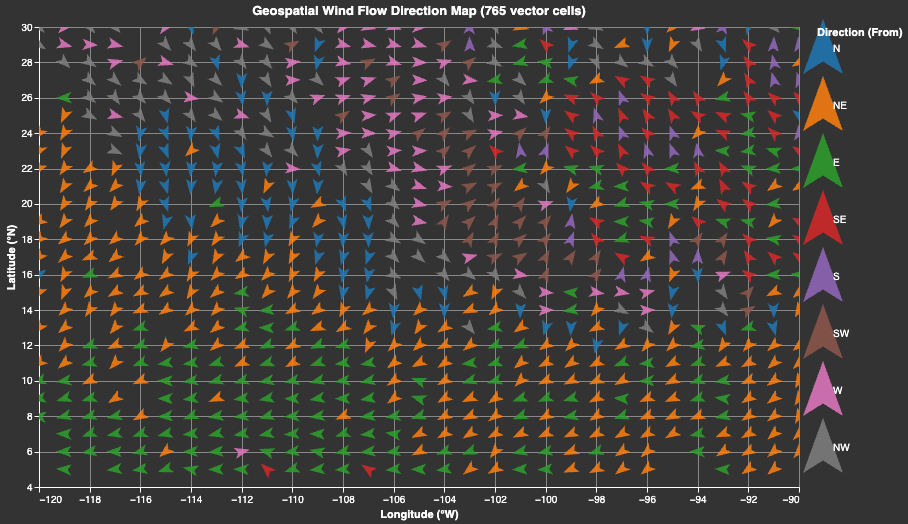 Geospatial Wind Flow Direction Map (765 vector cells)
Direction (From)
N
NE
E
SE
S
SW
W
NW
Latitude (°N)
30
28
26
24
22
20
18
16
14
12
10
8
6
4
−120 −118 −116 −114 −112 −110 −108 −106 −104 −102 −100 −98 −96 −94 −92 −90
Longitude (°W)